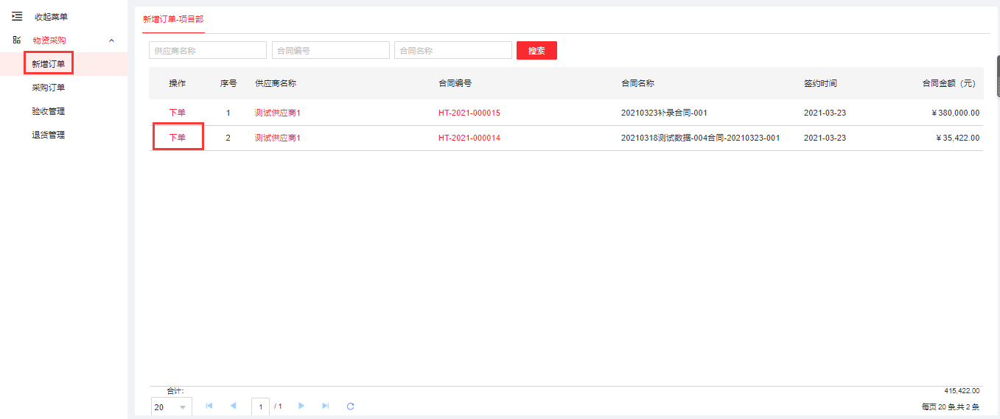 收起菜单
物资采购
新增订单
采购订单
验收管理
退货管理
新增订单-项目部
供应商名称 合同编号 合同名称 搜索
操作 序号 供应商名称 合同编号 合同名称 签约时间 合同金额（元）
下单 1 测试供应商1 HT-2021-000015 20210323补录合同-001 2021-03-23 ￥380,000.00
下单 2 测试供应商1 HT-2021-000014 20210318测试数据-004合同-20210323-001 2021-03-23 ￥35,422.00
合计: 415,422.00
20 1 / 1 每页 20 条,共 2 条